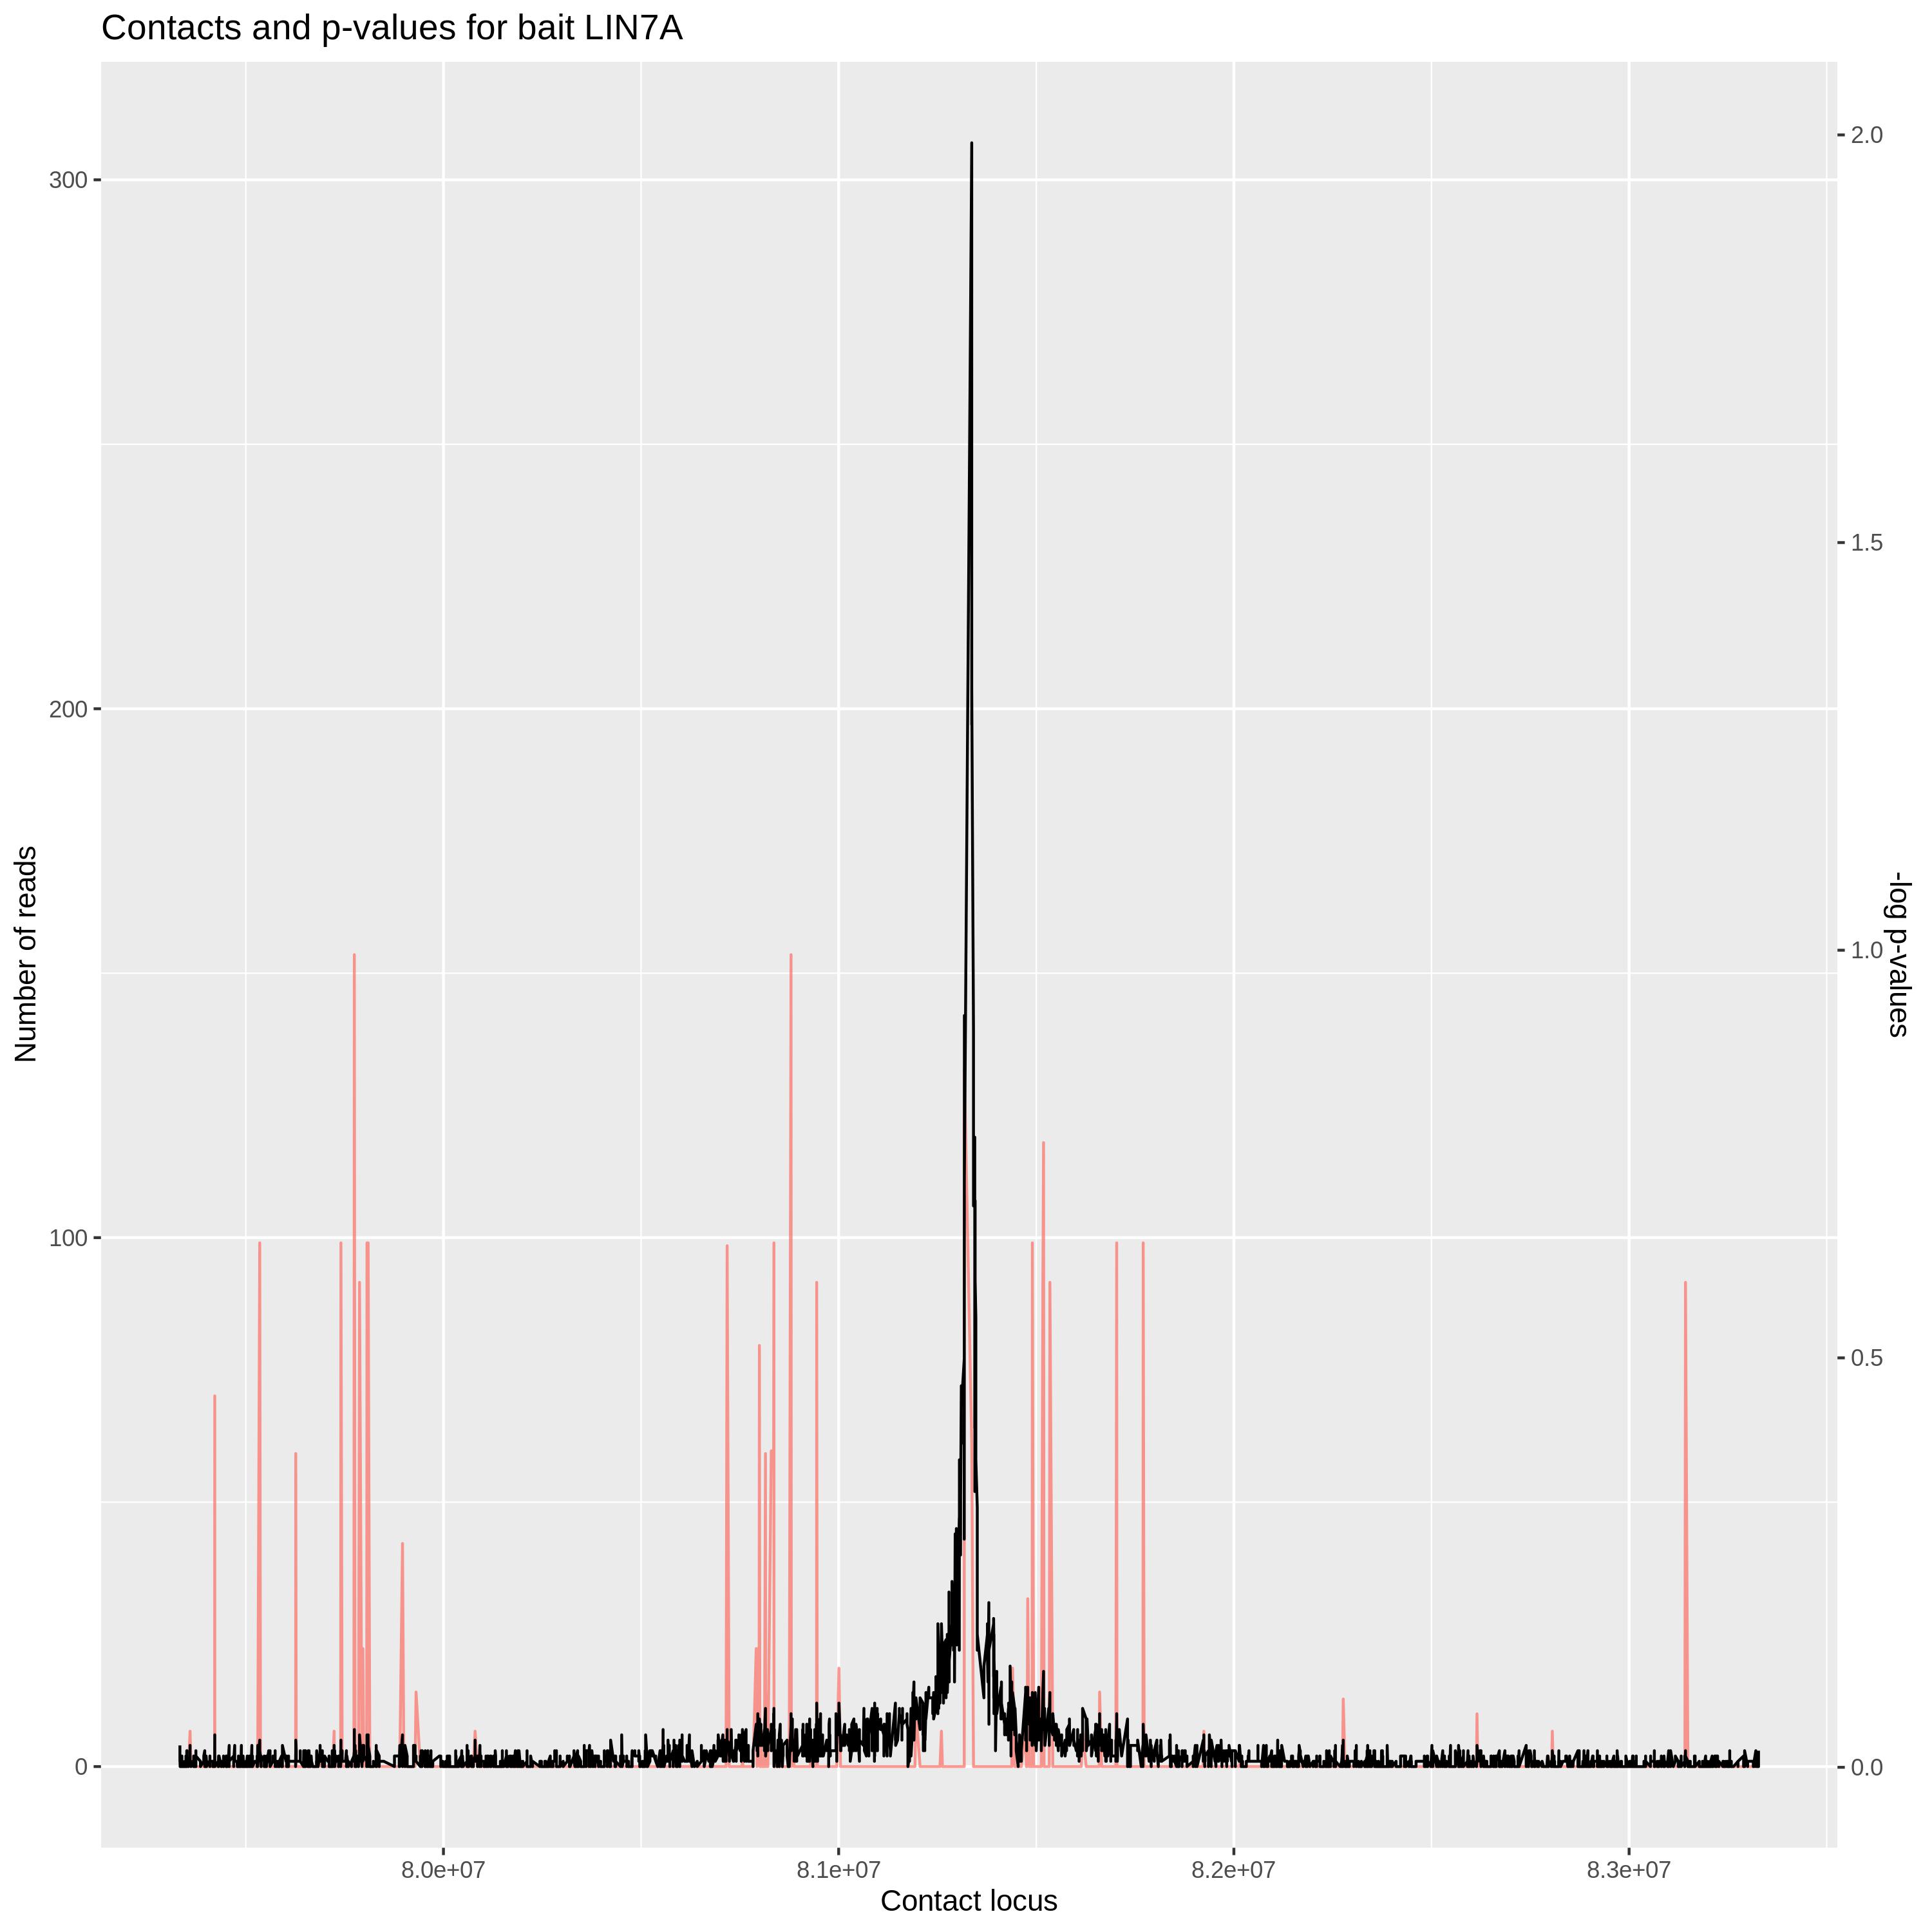 Contacts and p-values for bait LIN7A
300
200
100
0
Number of reads
2.0
1.5
1.0
0.5
0.0
-log p-values
8.0e+07
8.1e+07
8.2e+07
8.3e+07
Contact locus